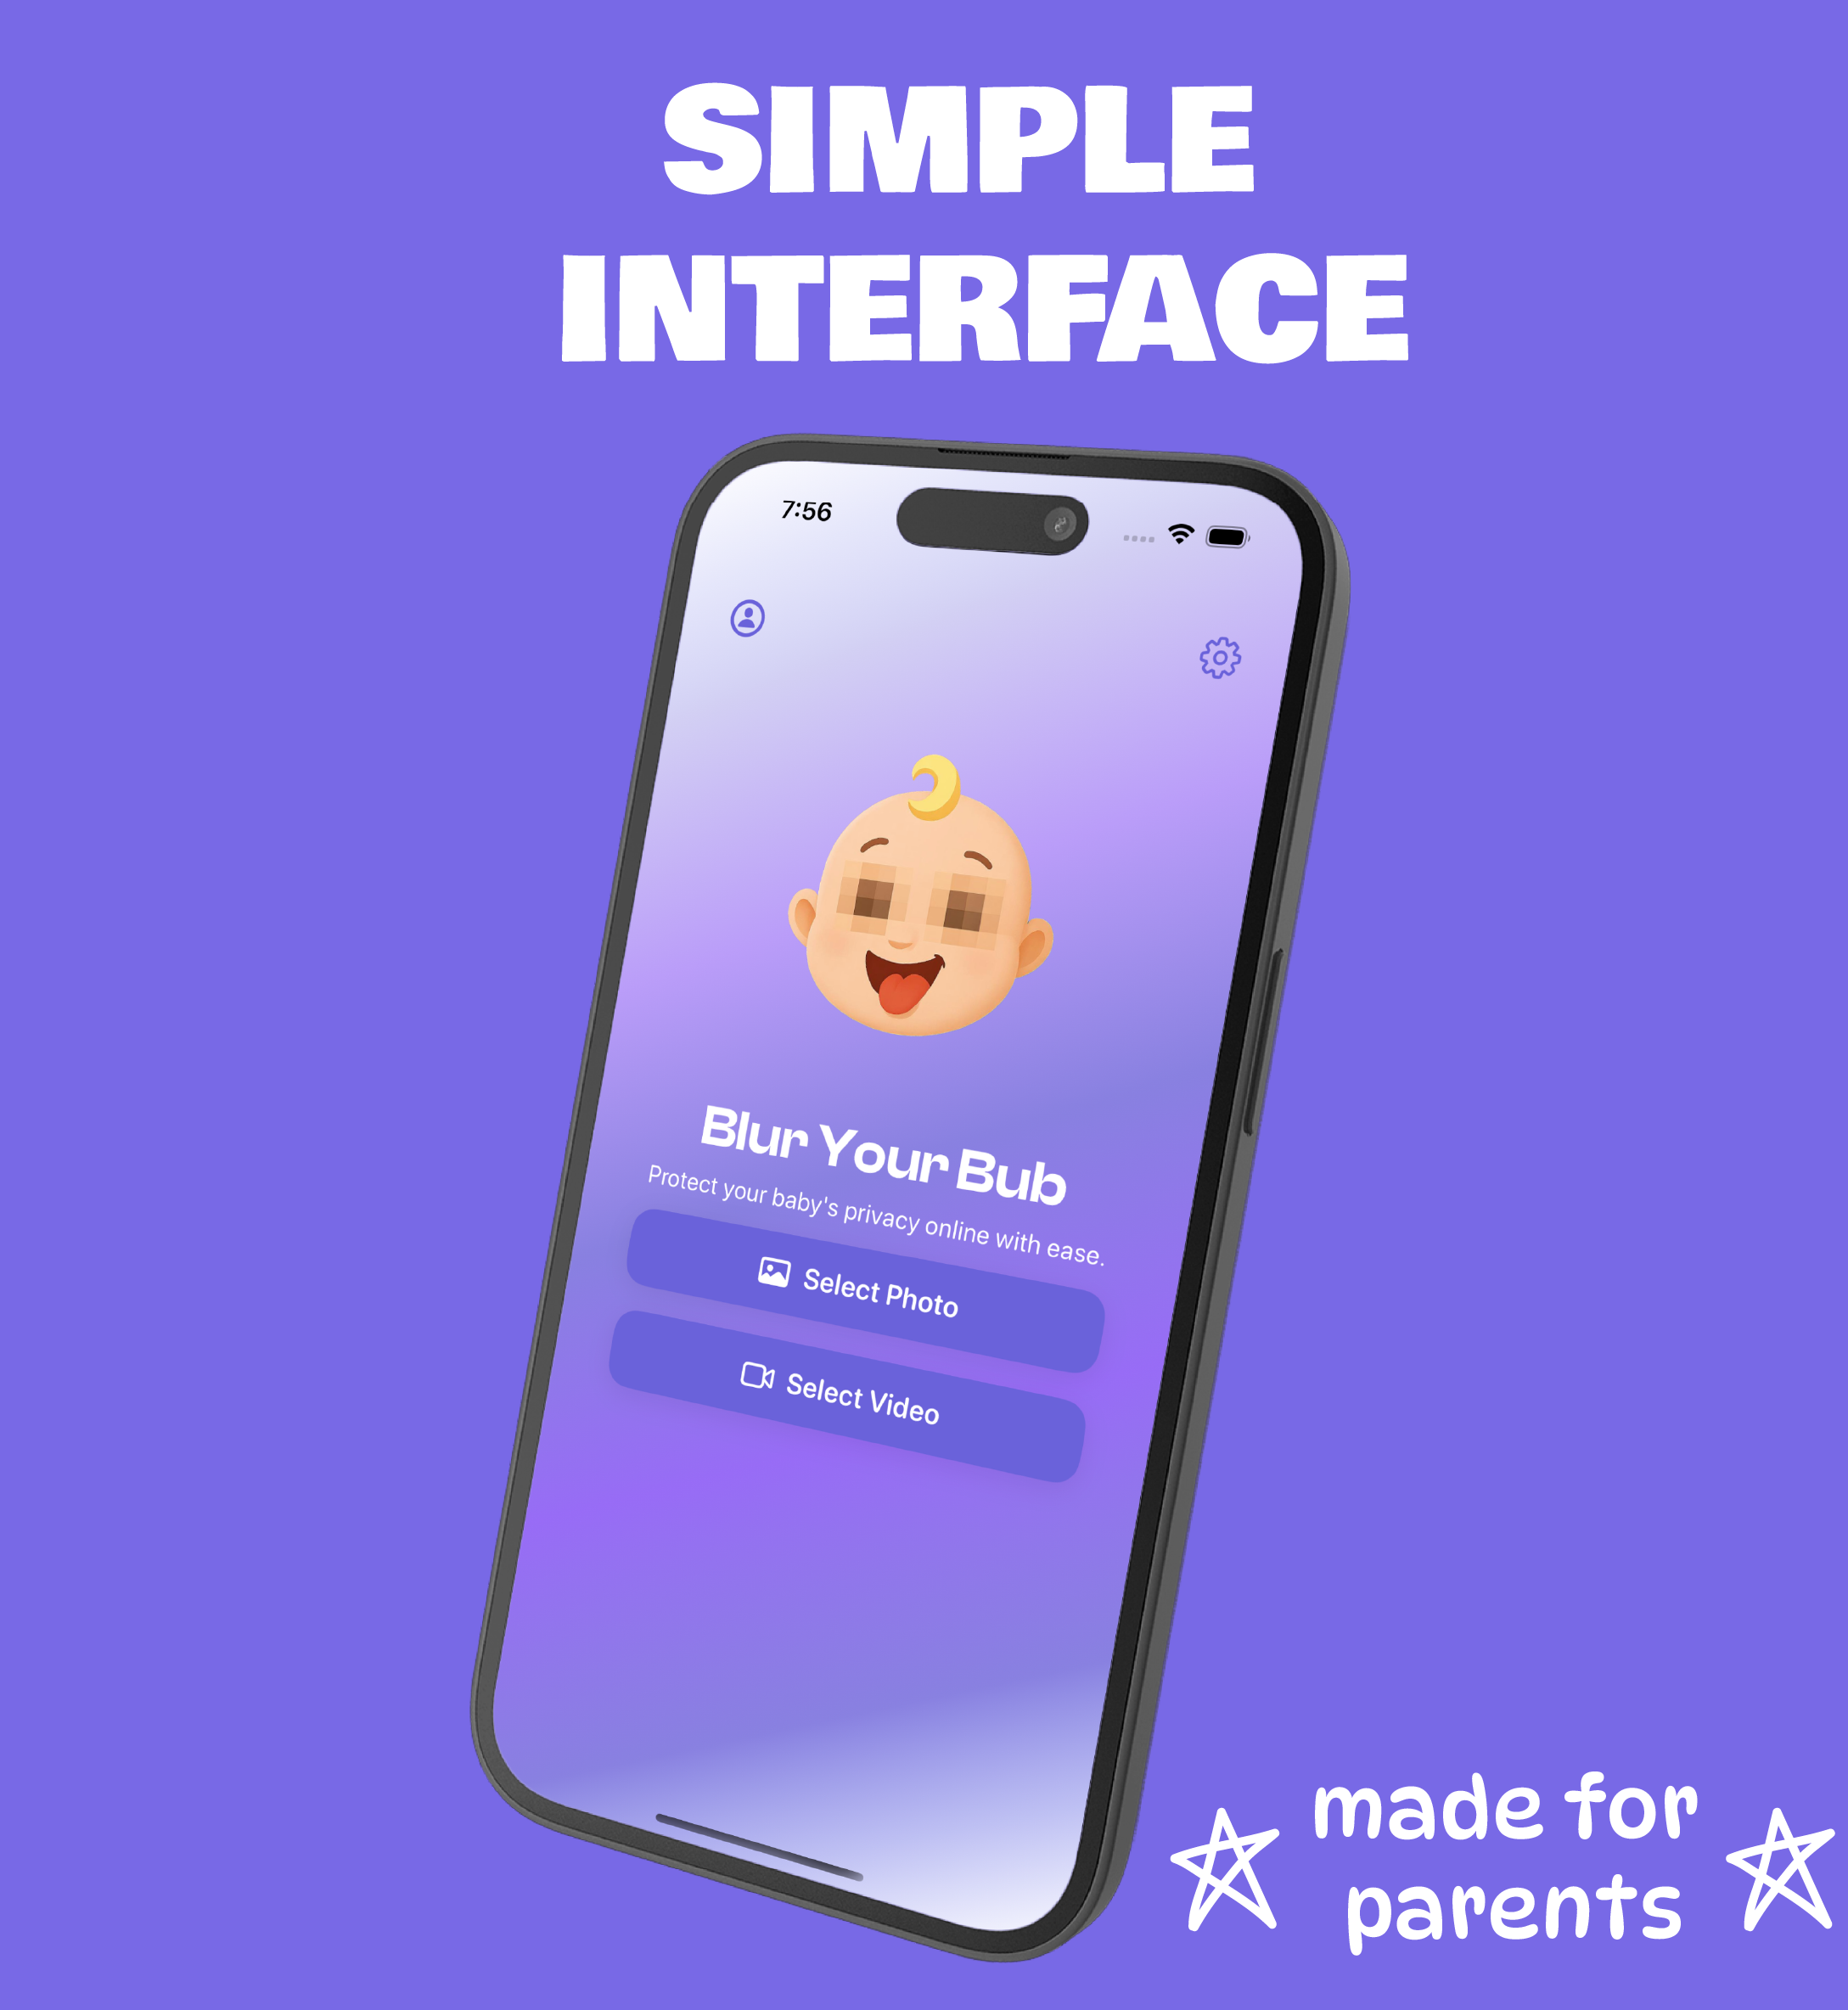 SIMPLE
INTERFACE
7:56
Blur Your Bub
Protect your baby's privacy online with ease.
Select Photo
Select Video
made for
parents